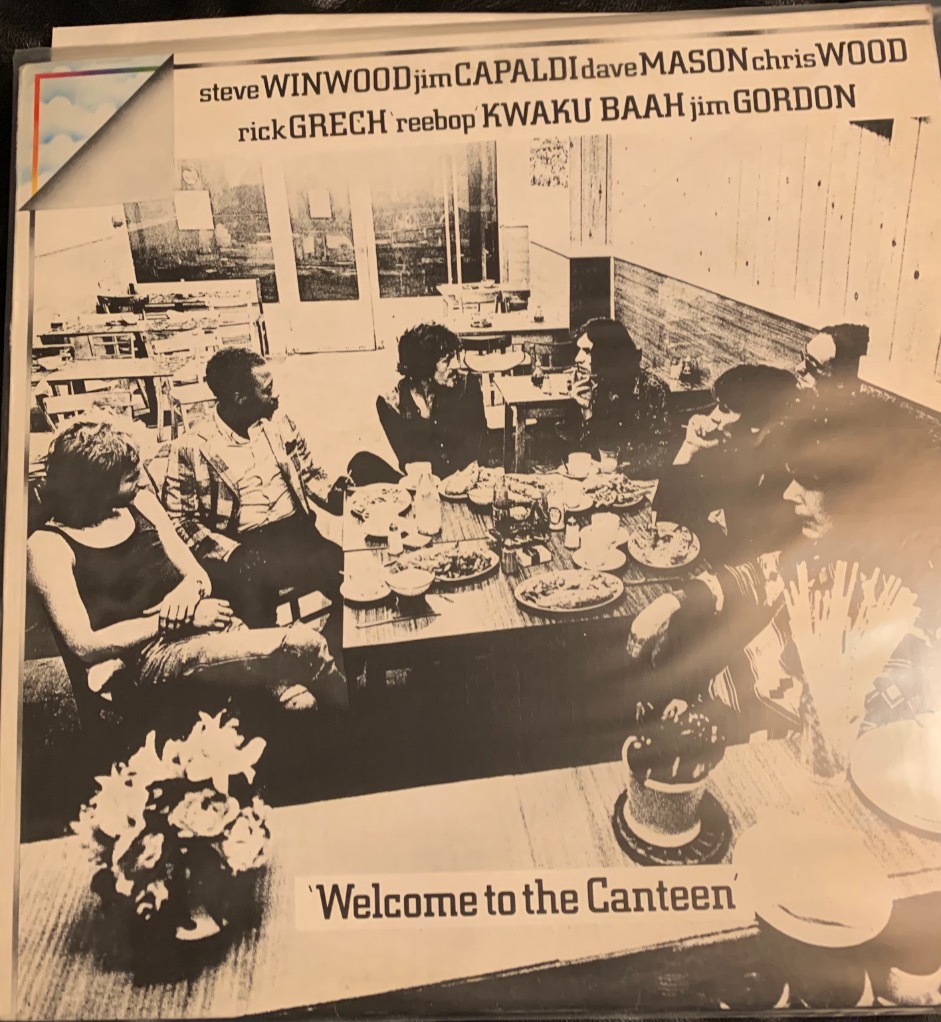 steve WINWOOD jim CAPALDI dave MASON chris WOOD
rick GRECH 'reebop' KWAKU BAAH jim GORDON
'Welcome to the Canteen'